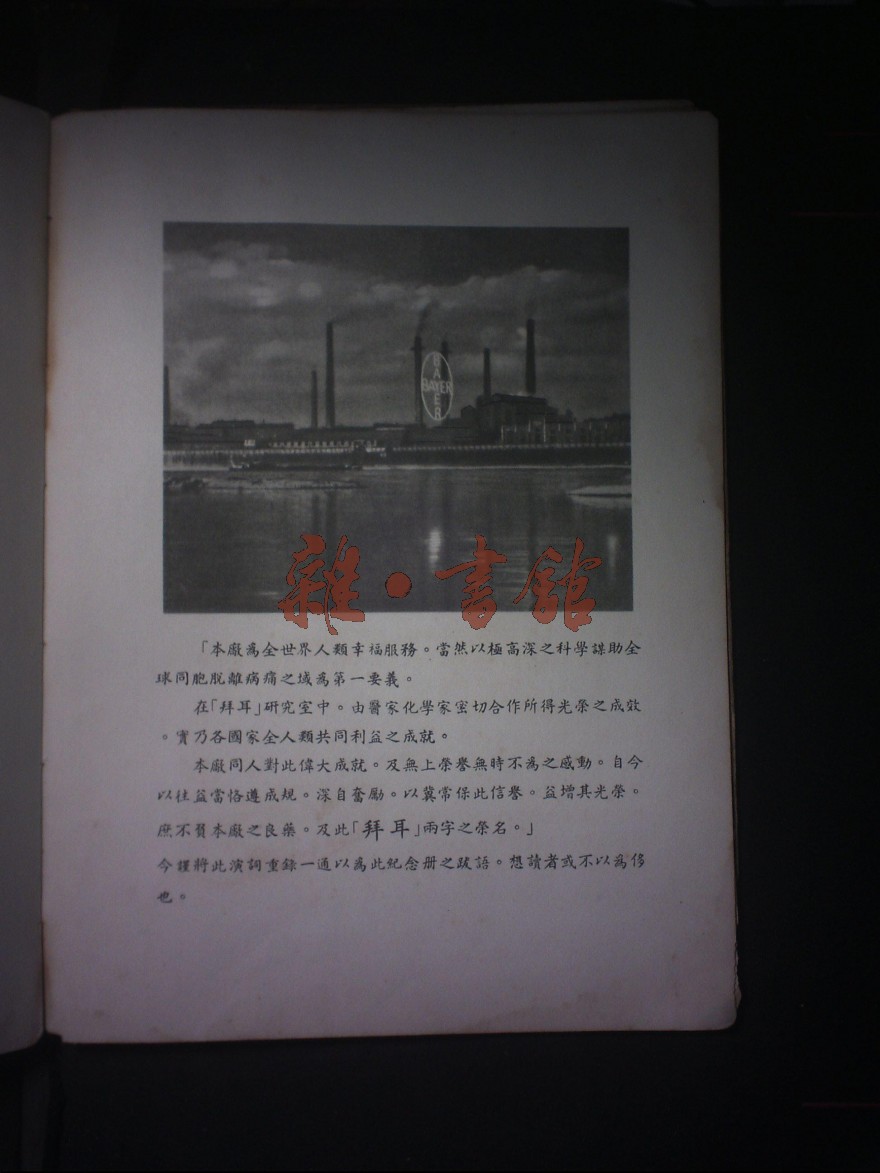 BAYER
BAYER
雜·書館
「本廠為全世界人類幸福服務。當然以極高深之科學謀助全
球同胞脫離病痛之域為第一要義。
在「拜耳」研究室中。由醫家化學家密切合作所得光榮之成效
。實乃各國家全人類共同利益之成就。
本廠同人對此偉大成就。及無上榮譽無時不為之感動。自今
以往益當恪遵成規。深自奮勵。以冀常保此信譽。益增其光榮。
庶不負本廠之良藥。及此「拜耳」兩字之榮名。」
今謹將此演詞重錄一通以為此紀念册之跋語。想讀者或不以為侈
也。